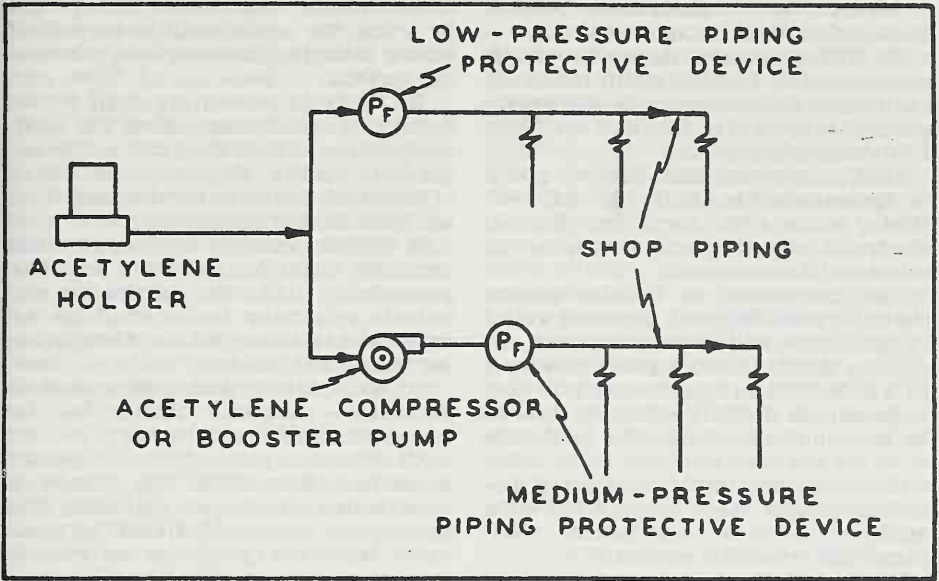 LOW-PRESSURE PIPING
PROTECTIVE DEVICE
PF
SHOP PIPING
ACETYLENE
HOLDER
PF
ACETYLENE COMPRESSOR
OR BOOSTER PUMP
MEDIUM-PRESSURE
PIPING PROTECTIVE DEVICE